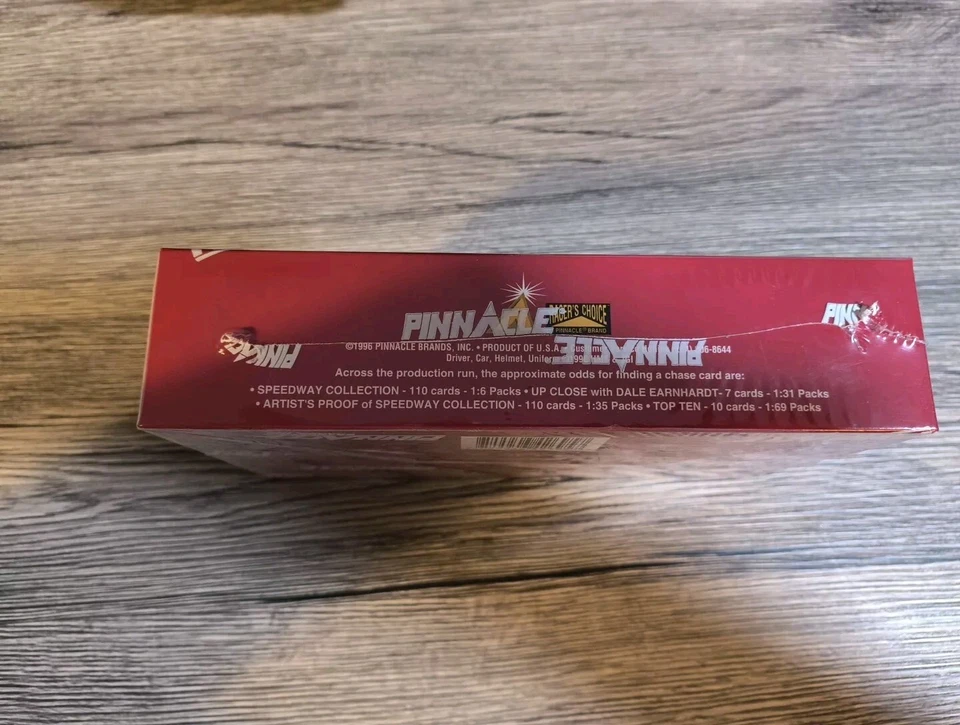 PINNACLE
RACER'S CHOICE
PINNACLE® BRAND
PINNACLE
©1996 PINNACLE BRANDS, INC. • PRODUCT OF U.S.A.
Driver, Car, Helmet, Uniform
Across the production run, the approximate odds for finding a chase card are:
• SPEEDWAY COLLECTION - 110 cards - 1:6 Packs • UP CLOSE with DALE EARNHARDT- 7 cards - 1:31 Packs
• ARTIST'S PROOF of SPEEDWAY COLLECTION - 110 cards - 1:35 Packs • TOP TEN - 10 cards - 1:69 Packs